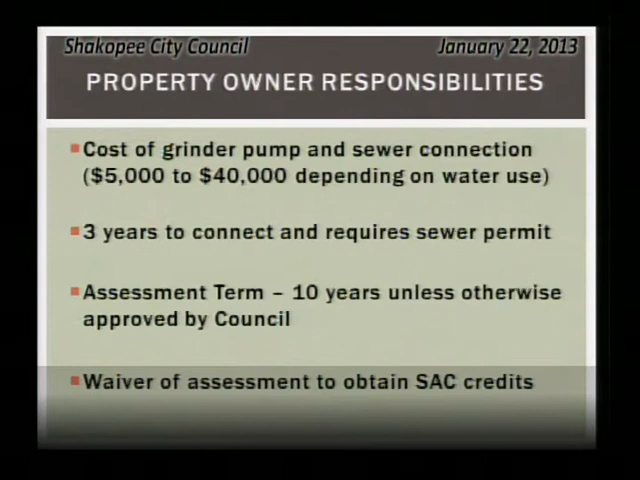 Shakopee City Council January 22, 2013
PROPERTY OWNER RESPONSIBILITIES
Cost of grinder pump and sewer connection
($5,000 to $40,000 depending on water use)
3 years to connect and requires sewer permit
Assessment Term – 10 years unless otherwise
approved by Council
Waiver of assessment to obtain SAC credits